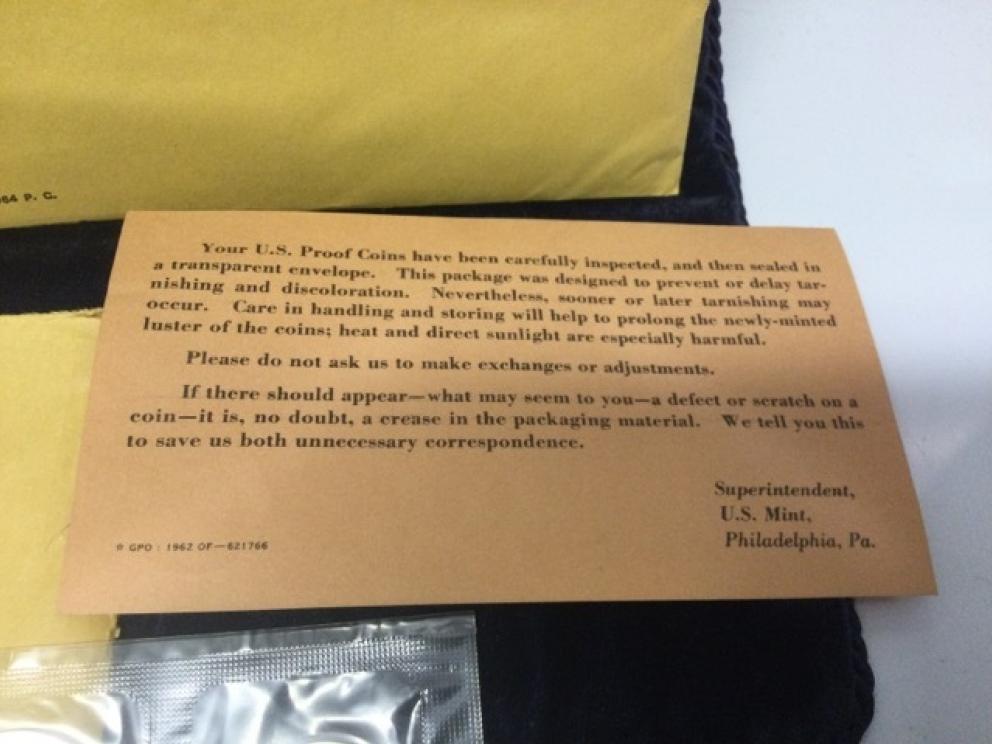 64 P. C.
Your U.S. Proof Coins have been carefully inspected, and then sealed in
a transparent envelope. This package was designed to prevent or delay tar-
nishing and discoloration. Nevertheless, sooner or later tarnishing may
occur. Care in handling and storing will help to prolong the newly-minted
luster of the coins; heat and direct sunlight are especially harmful.
Please do not ask us to make exchanges or adjustments.
If there should appear—what may seem to you—a defect or scratch on a
coin—it is, no doubt, a crease in the packaging material. We tell you this
to save us both unnecessary correspondence.
Superintendent,
U.S. Mint,
Philadelphia, Pa.
☆ GPO : 1962 OF—621766